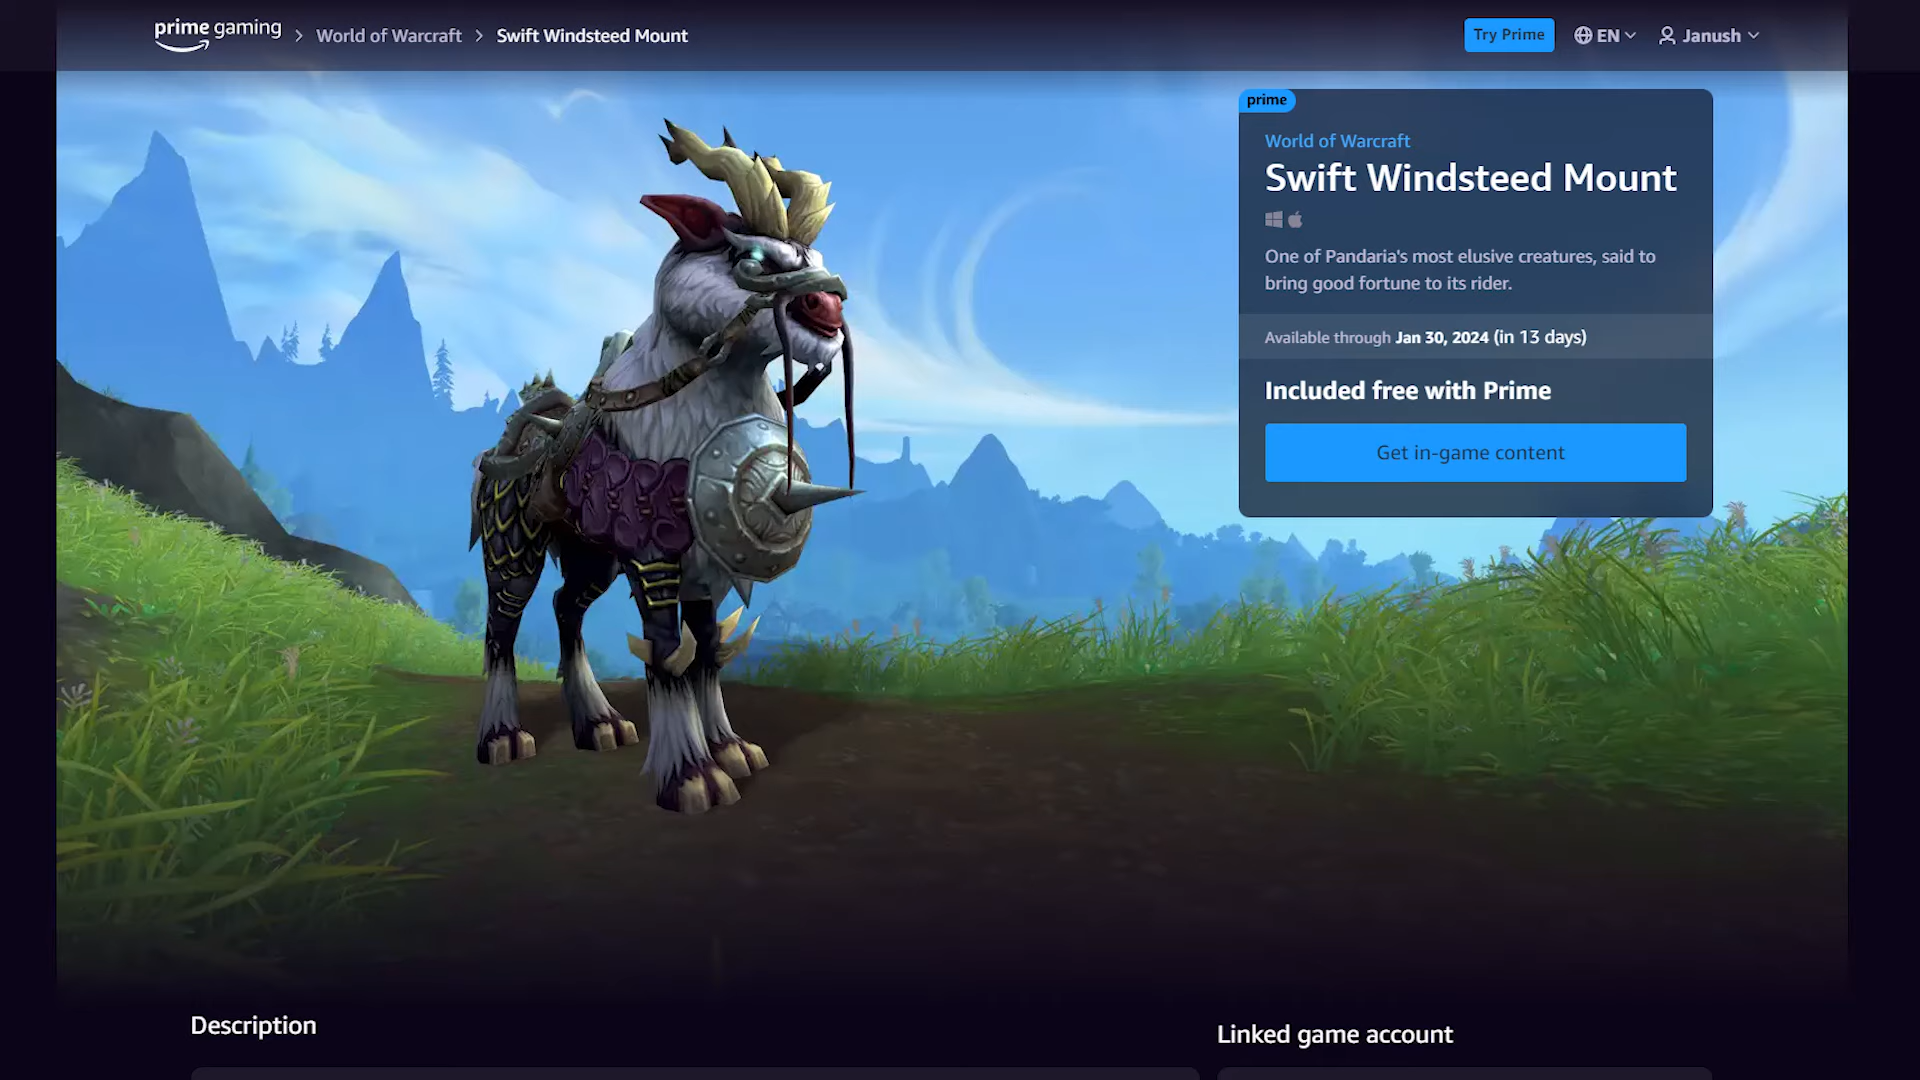 prime gaming
World of Warcraft
Swift Windsteed Mount
Try Prime
EN
Janush
prime
World of Warcraft
Swift Windsteed Mount
One of Pandaria's most elusive creatures, said to
bring good fortune to its rider.
Available through Jan 30, 2024 (in 13 days)
Included free with Prime
Get in-game content
Description
Linked game account